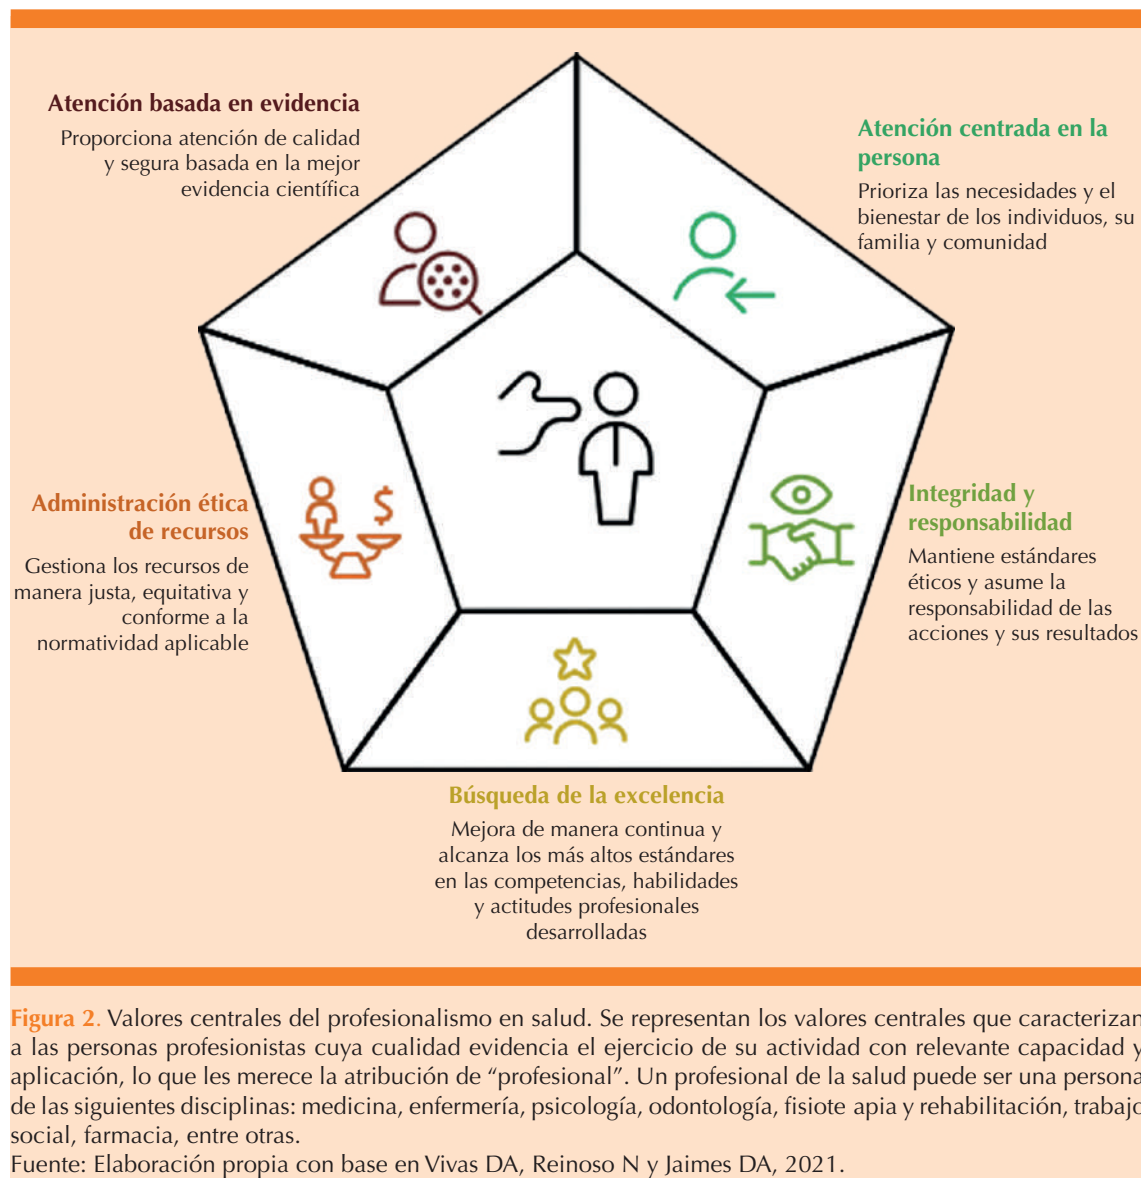 Atención basada en evidencia
Proporciona atención de calidad
y segura basada en la mejor
evidencia científica
Atención centrada en la
persona
Prioriza las necesidades y el
bienestar de los individuos, su
familia y comunidad
Administración ética
de recursos
Gestiona los recursos de
manera justa, equitativa y
conforme a la
normatividad aplicable
$
Integridad y
responsabilidad
Mantiene estándares
éticos y asume la
responsabilidad de las
acciones y sus resultados
Búsqueda de la excelencia
Mejora de manera continua y
alcanza los más altos estándares
en las competencias, habilidades
y actitudes profesionales
desarrolladas
Figura 2. Valores centrales del profesionalismo en salud. Se representan los valores centrales que caracterizan
a las personas profesionistas cuya cualidad evidencia el ejercicio de su actividad con relevante capacidad y
aplicación, lo que les merece la atribución de “profesional”. Un profesional de la salud puede ser una persona
de las siguientes disciplinas: medicina, enfermería, psicología, odontología, fisiote apia y rehabilitación, trabajo
social, farmacia, entre otras.
Fuente: Elaboración propia con base en Vivas DA, Reinoso N y Jaimes DA, 2021.